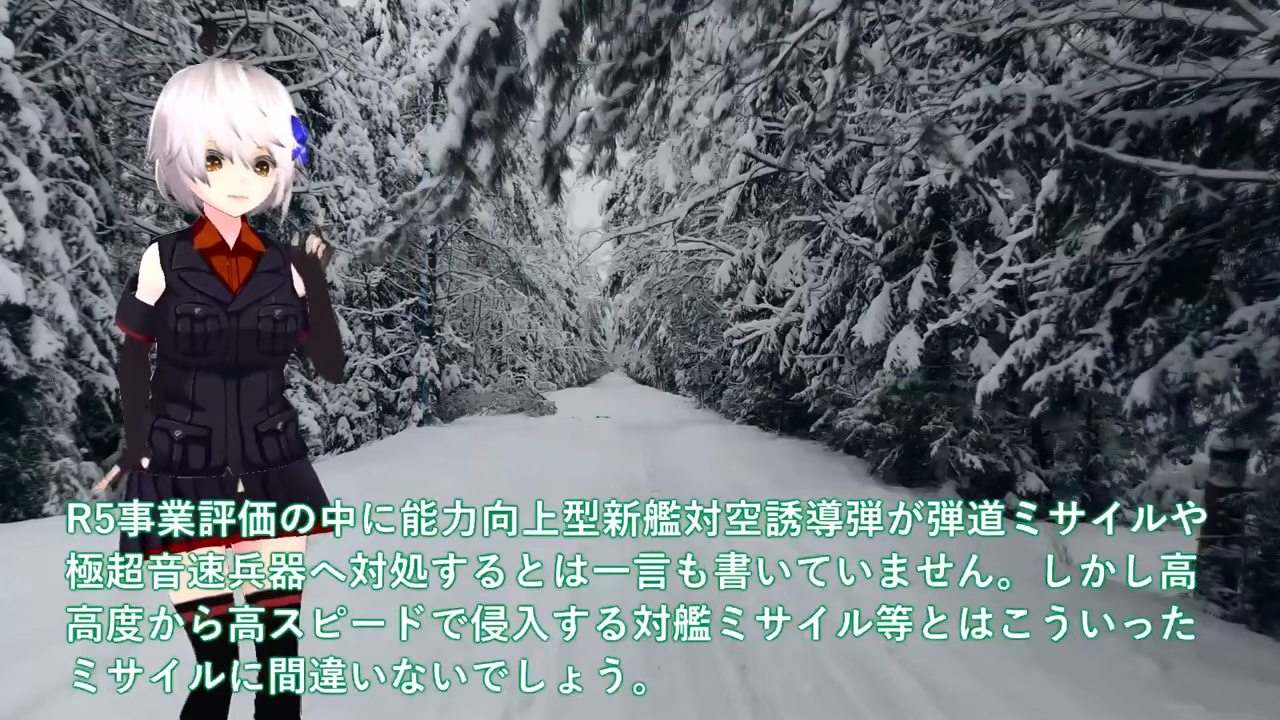 R5事業評価の中に能力向上型新艦対空誘導弾が弾道ミサイルや
極超音速兵器へ対処するとは一言も書いていません。しかし高
高度から高スピードで侵入する対艦ミサイル等とはこういった
ミサイルに間違いないでしょう。